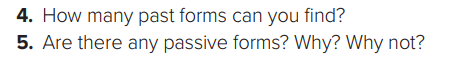 4. How many past forms can you find?
5. Are there any passive forms? Why? Why not?